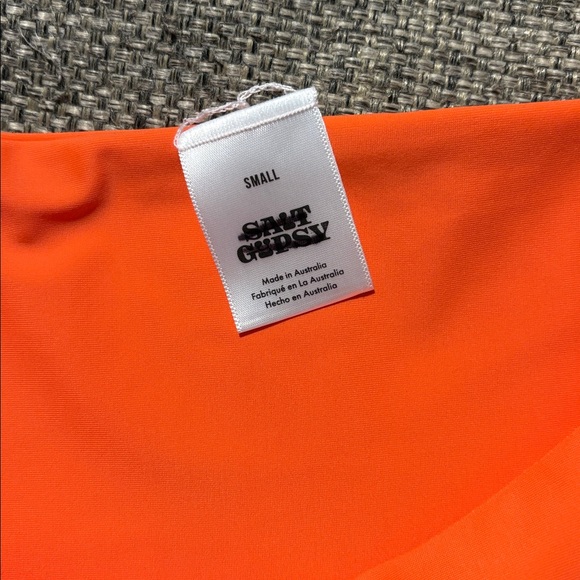 SMALL
SALT
GYPSY
Made in Australia
Fabriqué en La Australia
Hecho en Australia